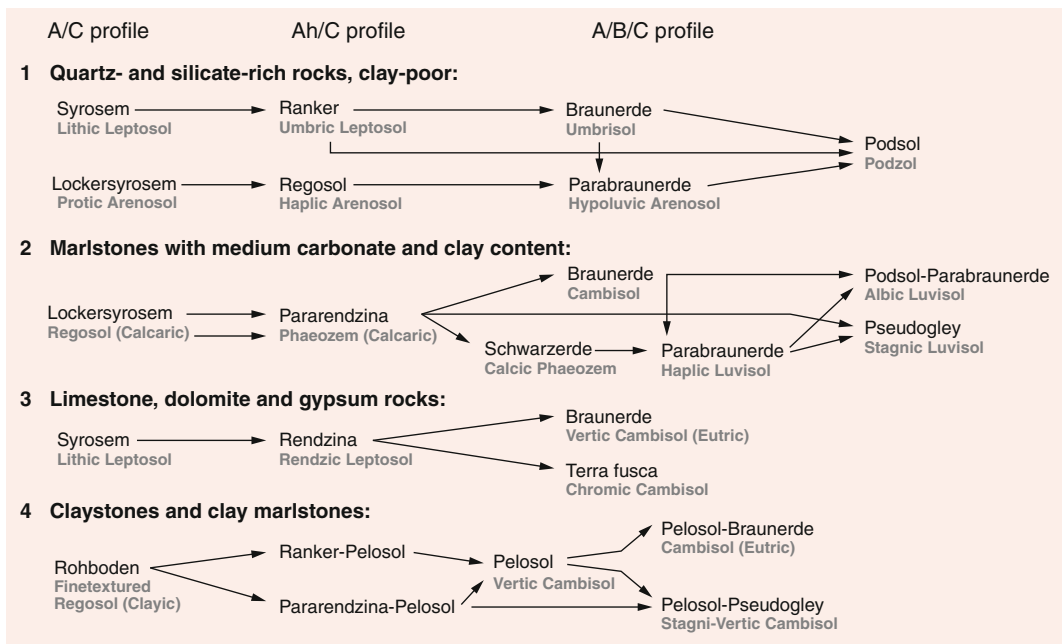 A/C profile Ah/C profile A/B/C profile
1 Quartz- and silicate-rich rocks, clay-poor:
Syrosem Ranker Braunerde
Lithic Leptosol Umbric Leptosol Umbrisol
Podsol
Podzol
Lockersyrosem Regosol Parabraunerde
Protic Arenosol Haplic Arenosol Hypoluvic Arenosol
2 Marlstones with medium carbonate and clay content:
Braunerde Podsol-Parabraunerde
Cambisol Albic Luvisol
Lockersyrosem Pararendzina Pseudogley
Regosol (Calcaric) Phaeozem (Calcaric) Stagnic Luvisol
Schwarzerde Parabraunerde
Calcic Phaeozem Haplic Luvisol
3 Limestone, dolomite and gypsum rocks:
Braunerde
Vertic Cambisol (Eutric)
Syrosem Rendzina
Lithic Leptosol Rendzic Leptosol
Terra fusca
Chromic Cambisol
4 Claystones and clay marlstones:
Pelosol-Braunerde
Cambisol (Eutric)
Ranker-Pelosol
Rohboden Pelosol
Finetextured Vertic Cambisol
Regosol (Clayic)
Pararendzina-Pelosol Pelosol-Pseudogley
Stagni-Vertic Cambisol